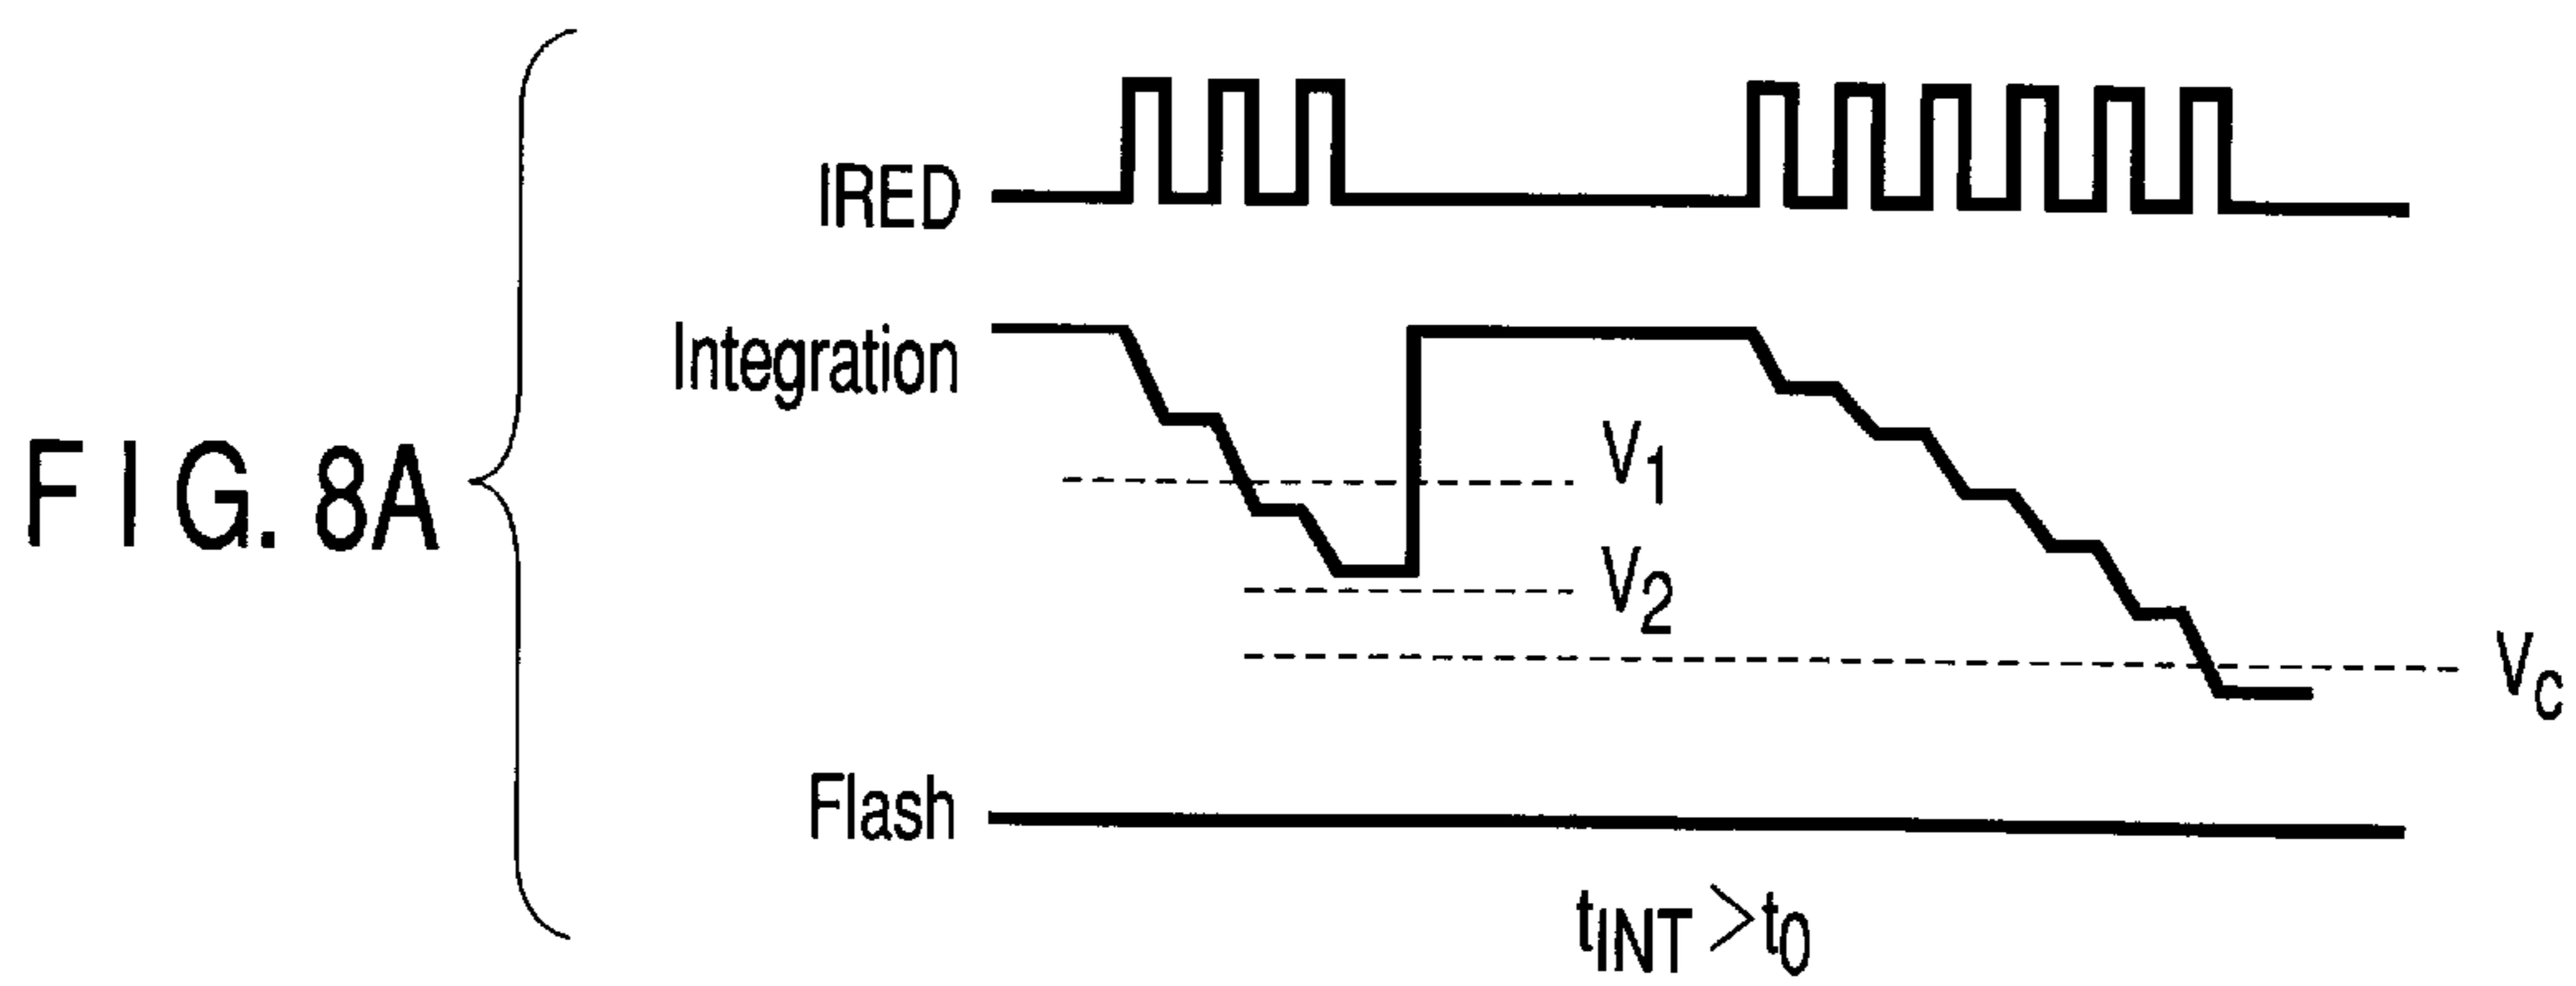 IRED
Integration
V1
FIG. 8A
V2
VC
Flash
tINT>t0